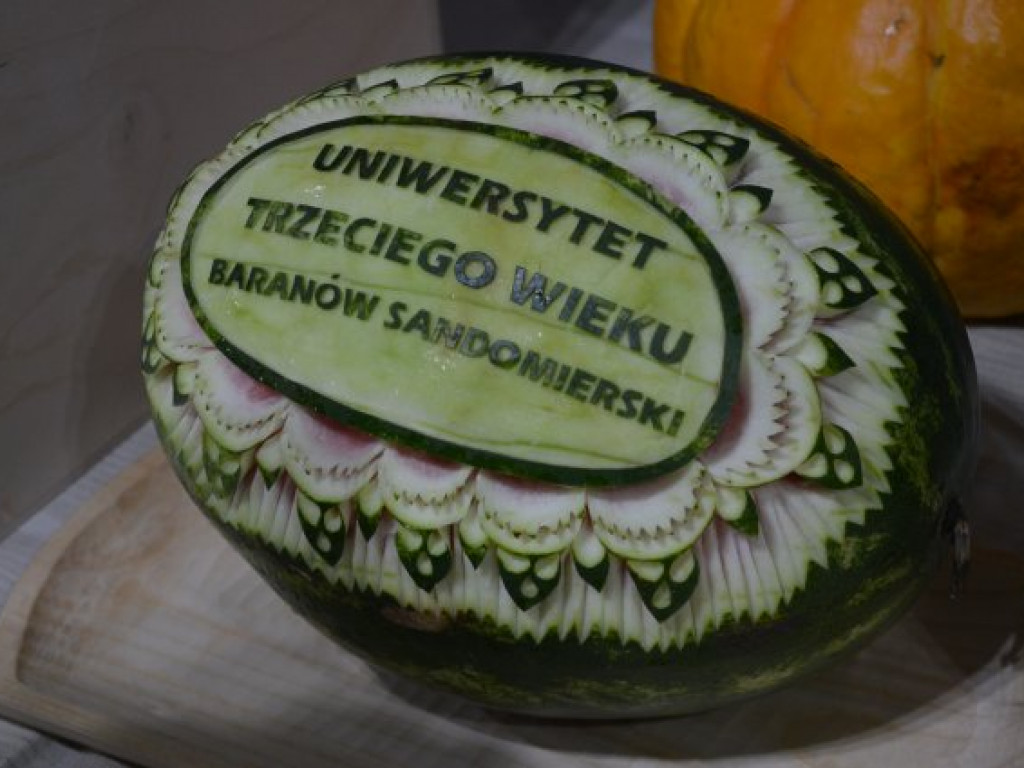 UNIWERSYTET
TRZECIEGO WIEKU
BARANÓW SANDOMIERSKI